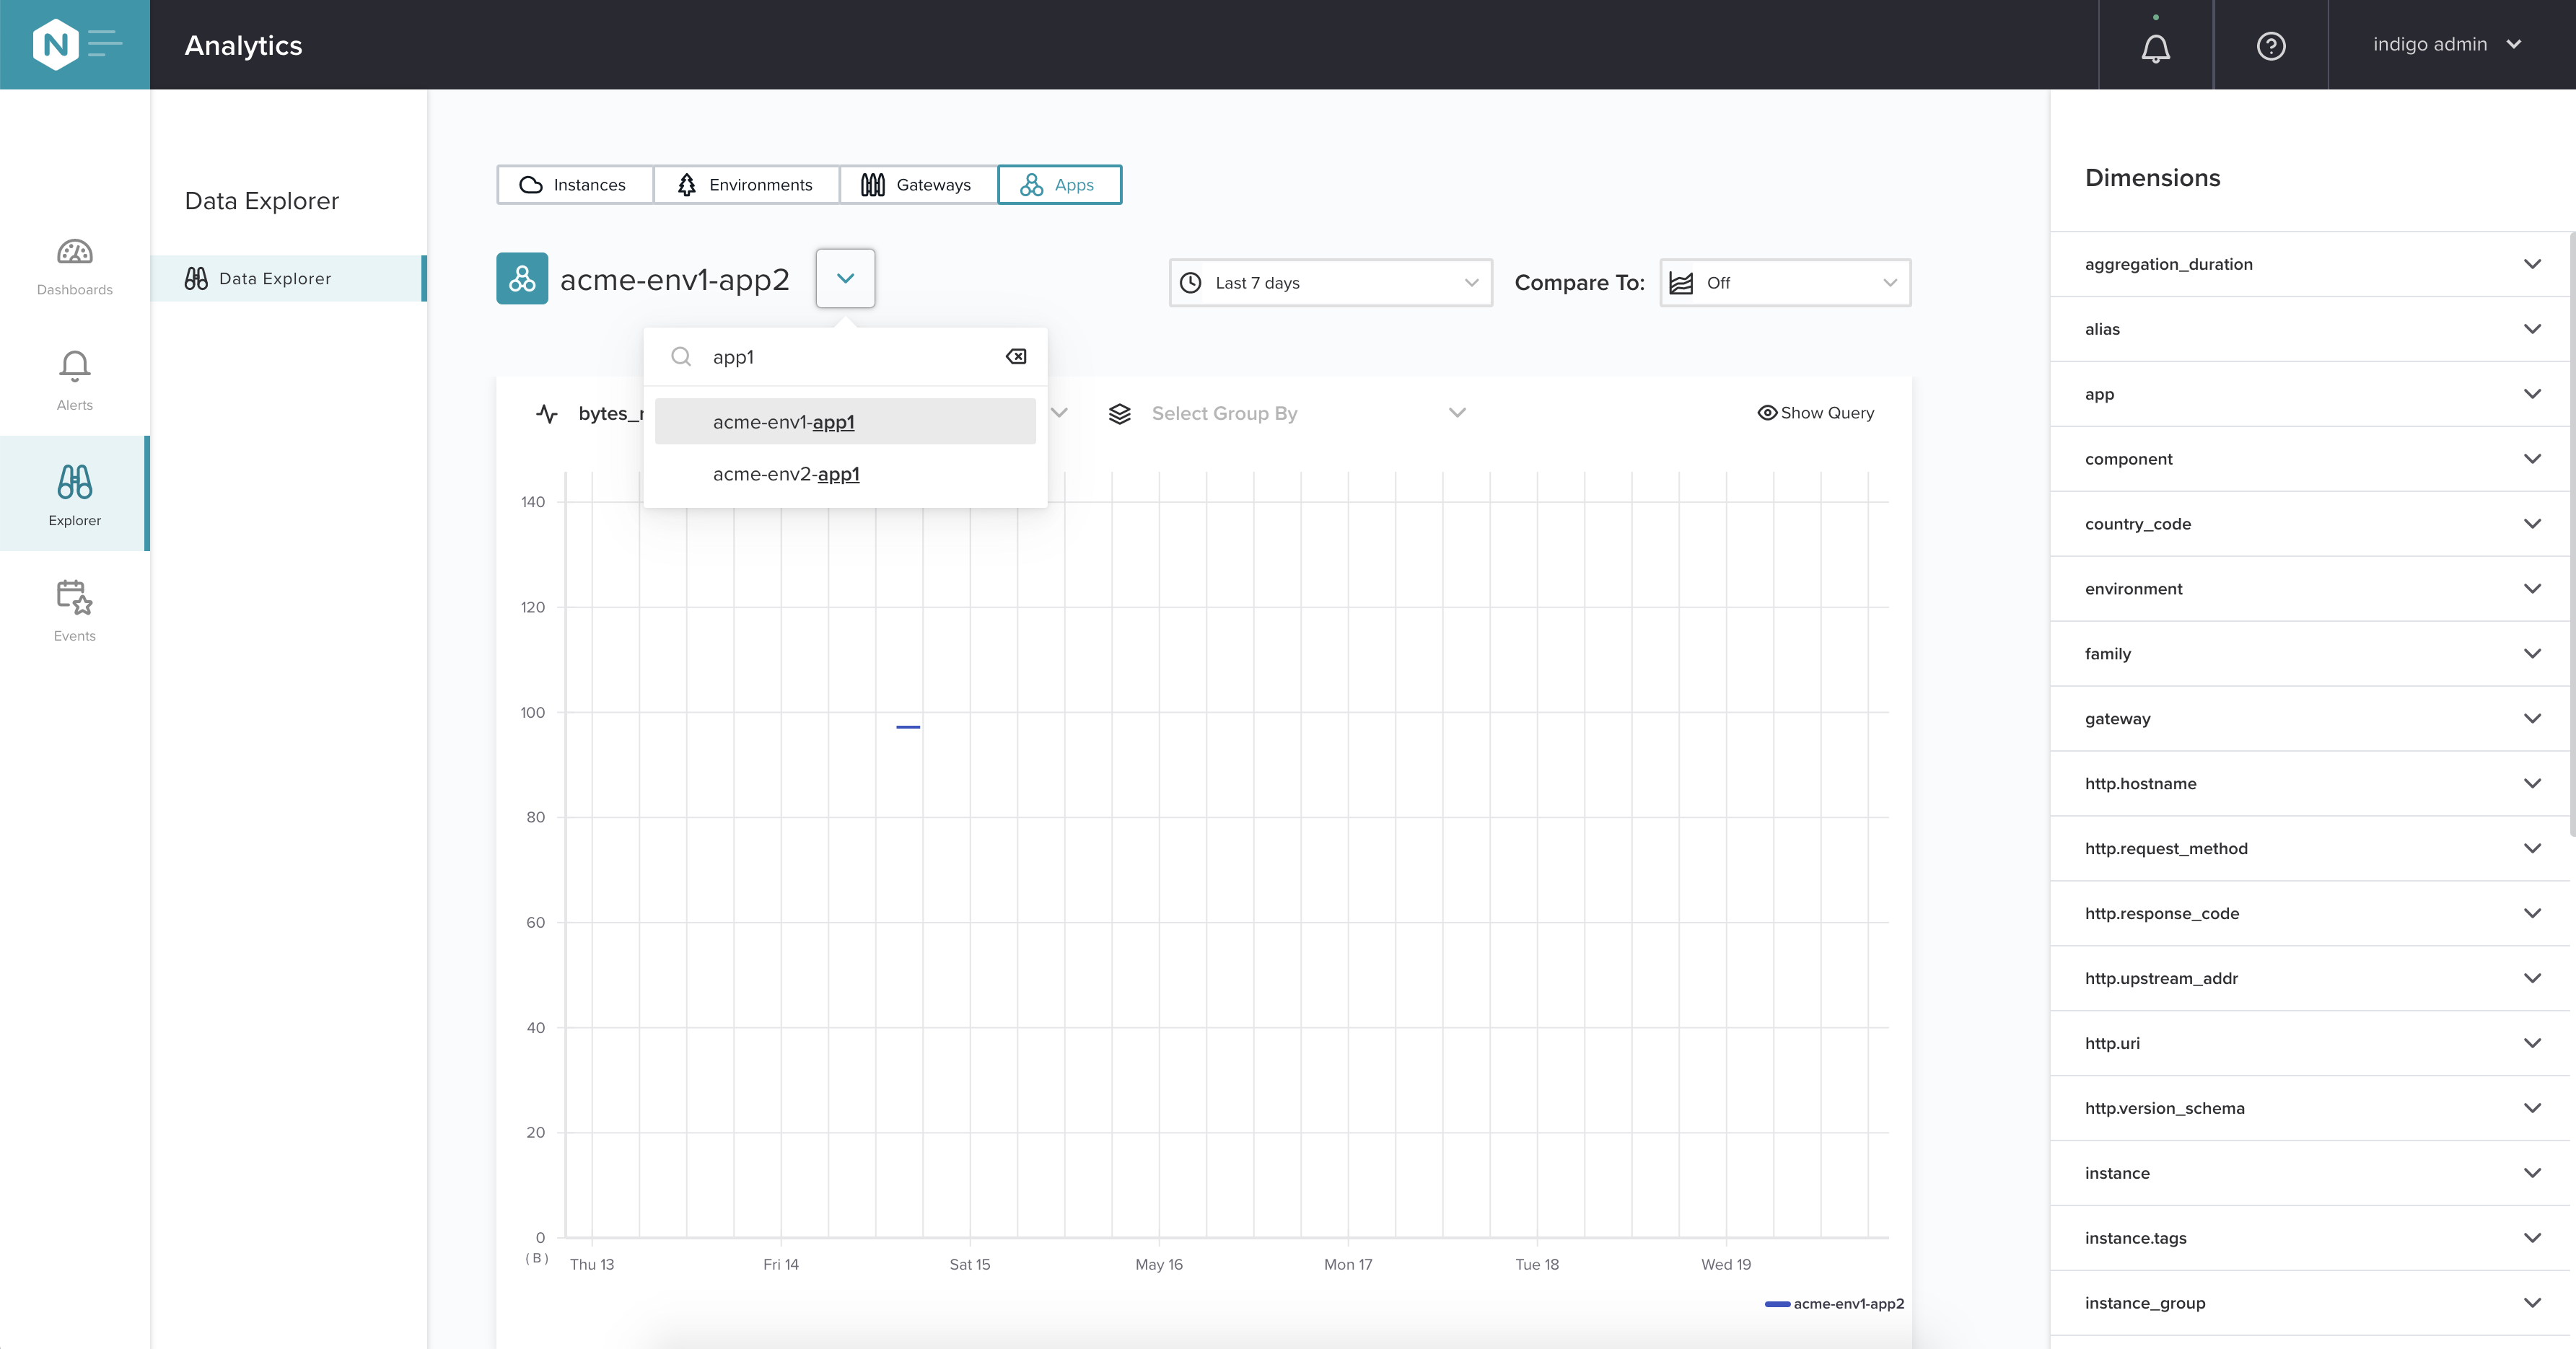 N
Analytics
indigo admin
Dashboards
Alerts
Explorer
Events
Data Explorer
Data Explorer
Instances
Environments
Gateways
Apps
acme-env1-app2
Last 7 days
Compare To:
Off
app1
acme-env1-app1
acme-env2-app1
bytes_
Select Group By
Show Query
140
120
100
80
60
40
20
0
( B )
Thu 13
Fri 14
Sat 15
May 16
Mon 17
Tue 18
Wed 19
acme-env1-app2
Dimensions
aggregation_duration
alias
app
component
country_code
environment
family
gateway
http.hostname
http.request_method
http.response_code
http.upstream_addr
http.uri
http.version_schema
instance
instance.tags
instance_group